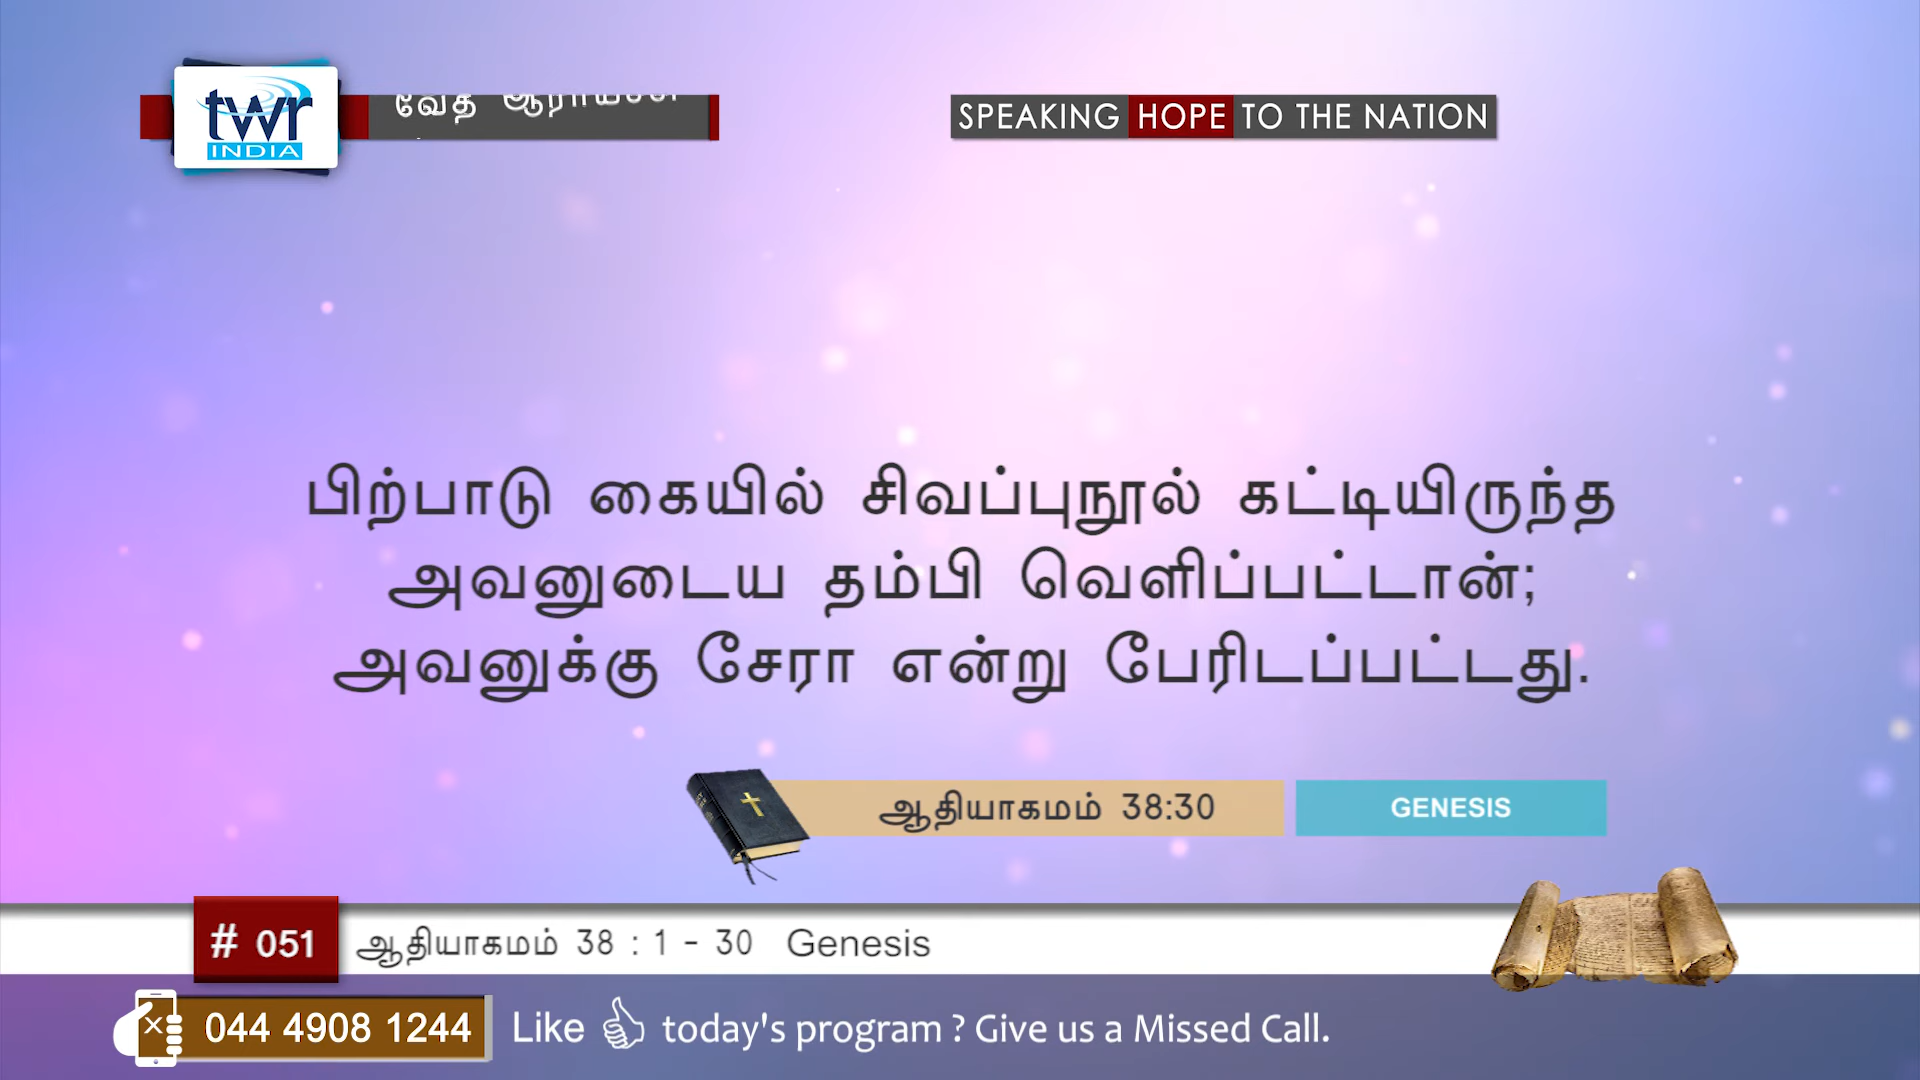 twr
INDIA
வேத
SPEAKING HOPE TO THE NATION
பிற்பாடு கையில் சிவப்புநூல் கட்டியிருந்த
அவனுடைய தம்பி வெளிப்பட்டான்;
அவனுக்கு சேரா என்று பேரிடப்பட்டது.
ஆதியாகமம் 38:30
GENESIS
# 051
ஆதியாகமம் 38 : 1 - 30 Genesis
044 4908 1244
Like today's program ? Give us a Missed Call.